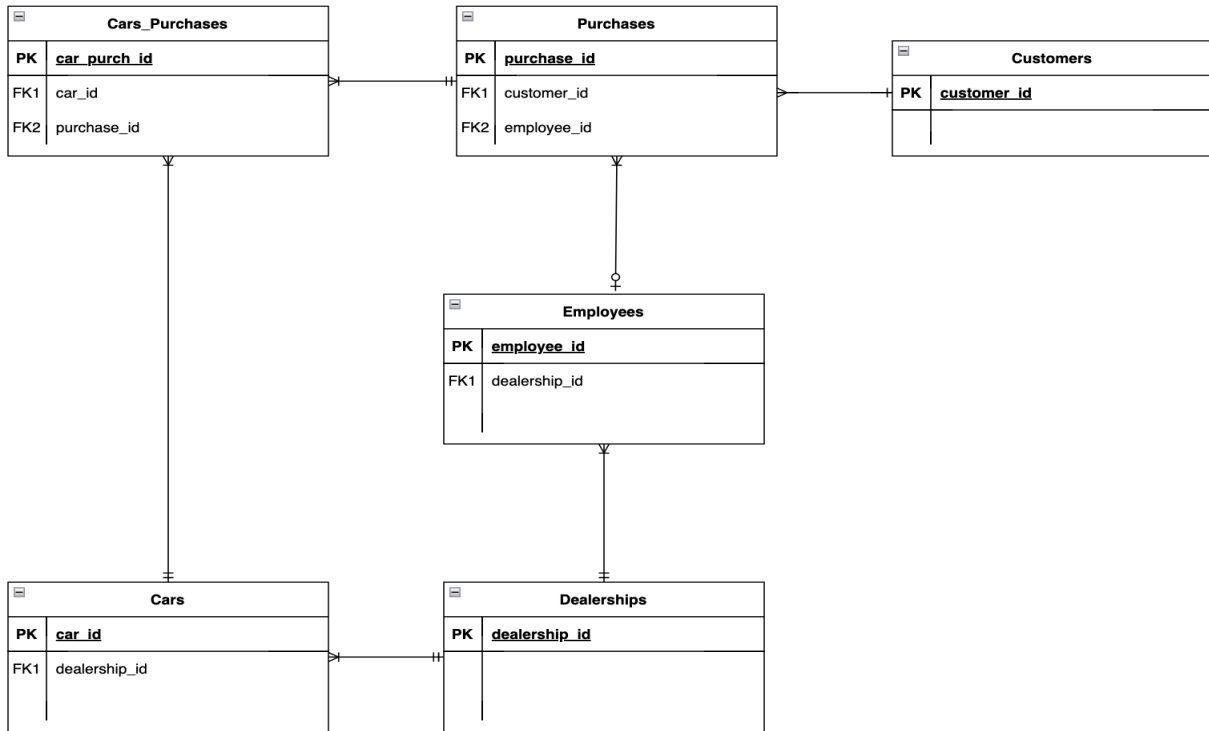 Cars_Purchases
PK car_purch_id
FK1 car_id
FK2 purchase_id
Purchases
PK purchase_id
FK1 customer_id
FK2 employee_id
Customers
PK customer_id
Employees
PK employee_id
FK1 dealership_id
Cars
PK car_id
FK1 dealership_id
Dealerships
PK dealership_id